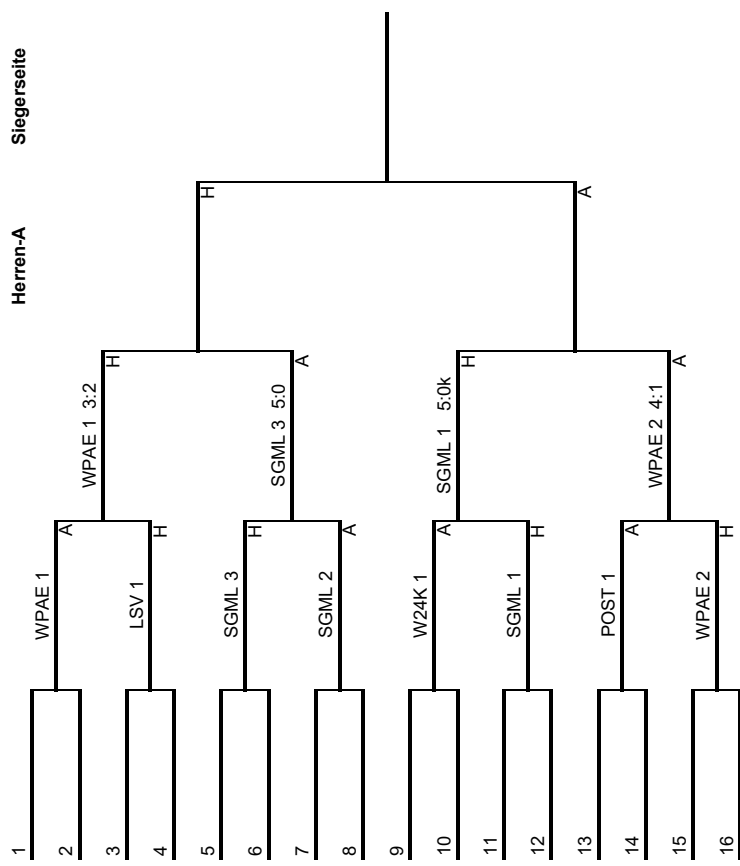 Herren-A Siegerseite
1
2
WPAE 1
A
3
4
LSV 1
H
WPAE 1 3:2
H
5
6
SGML 3
H
7
8
SGML 2
A
SGML 3 5:0
A
H
9
10
W24K 1
A
11
12
SGML 1
H
SGML 1 5:0k
H
13
14
POST 1
A
15
16
WPAE 2
H
WPAE 2 4:1
A
A